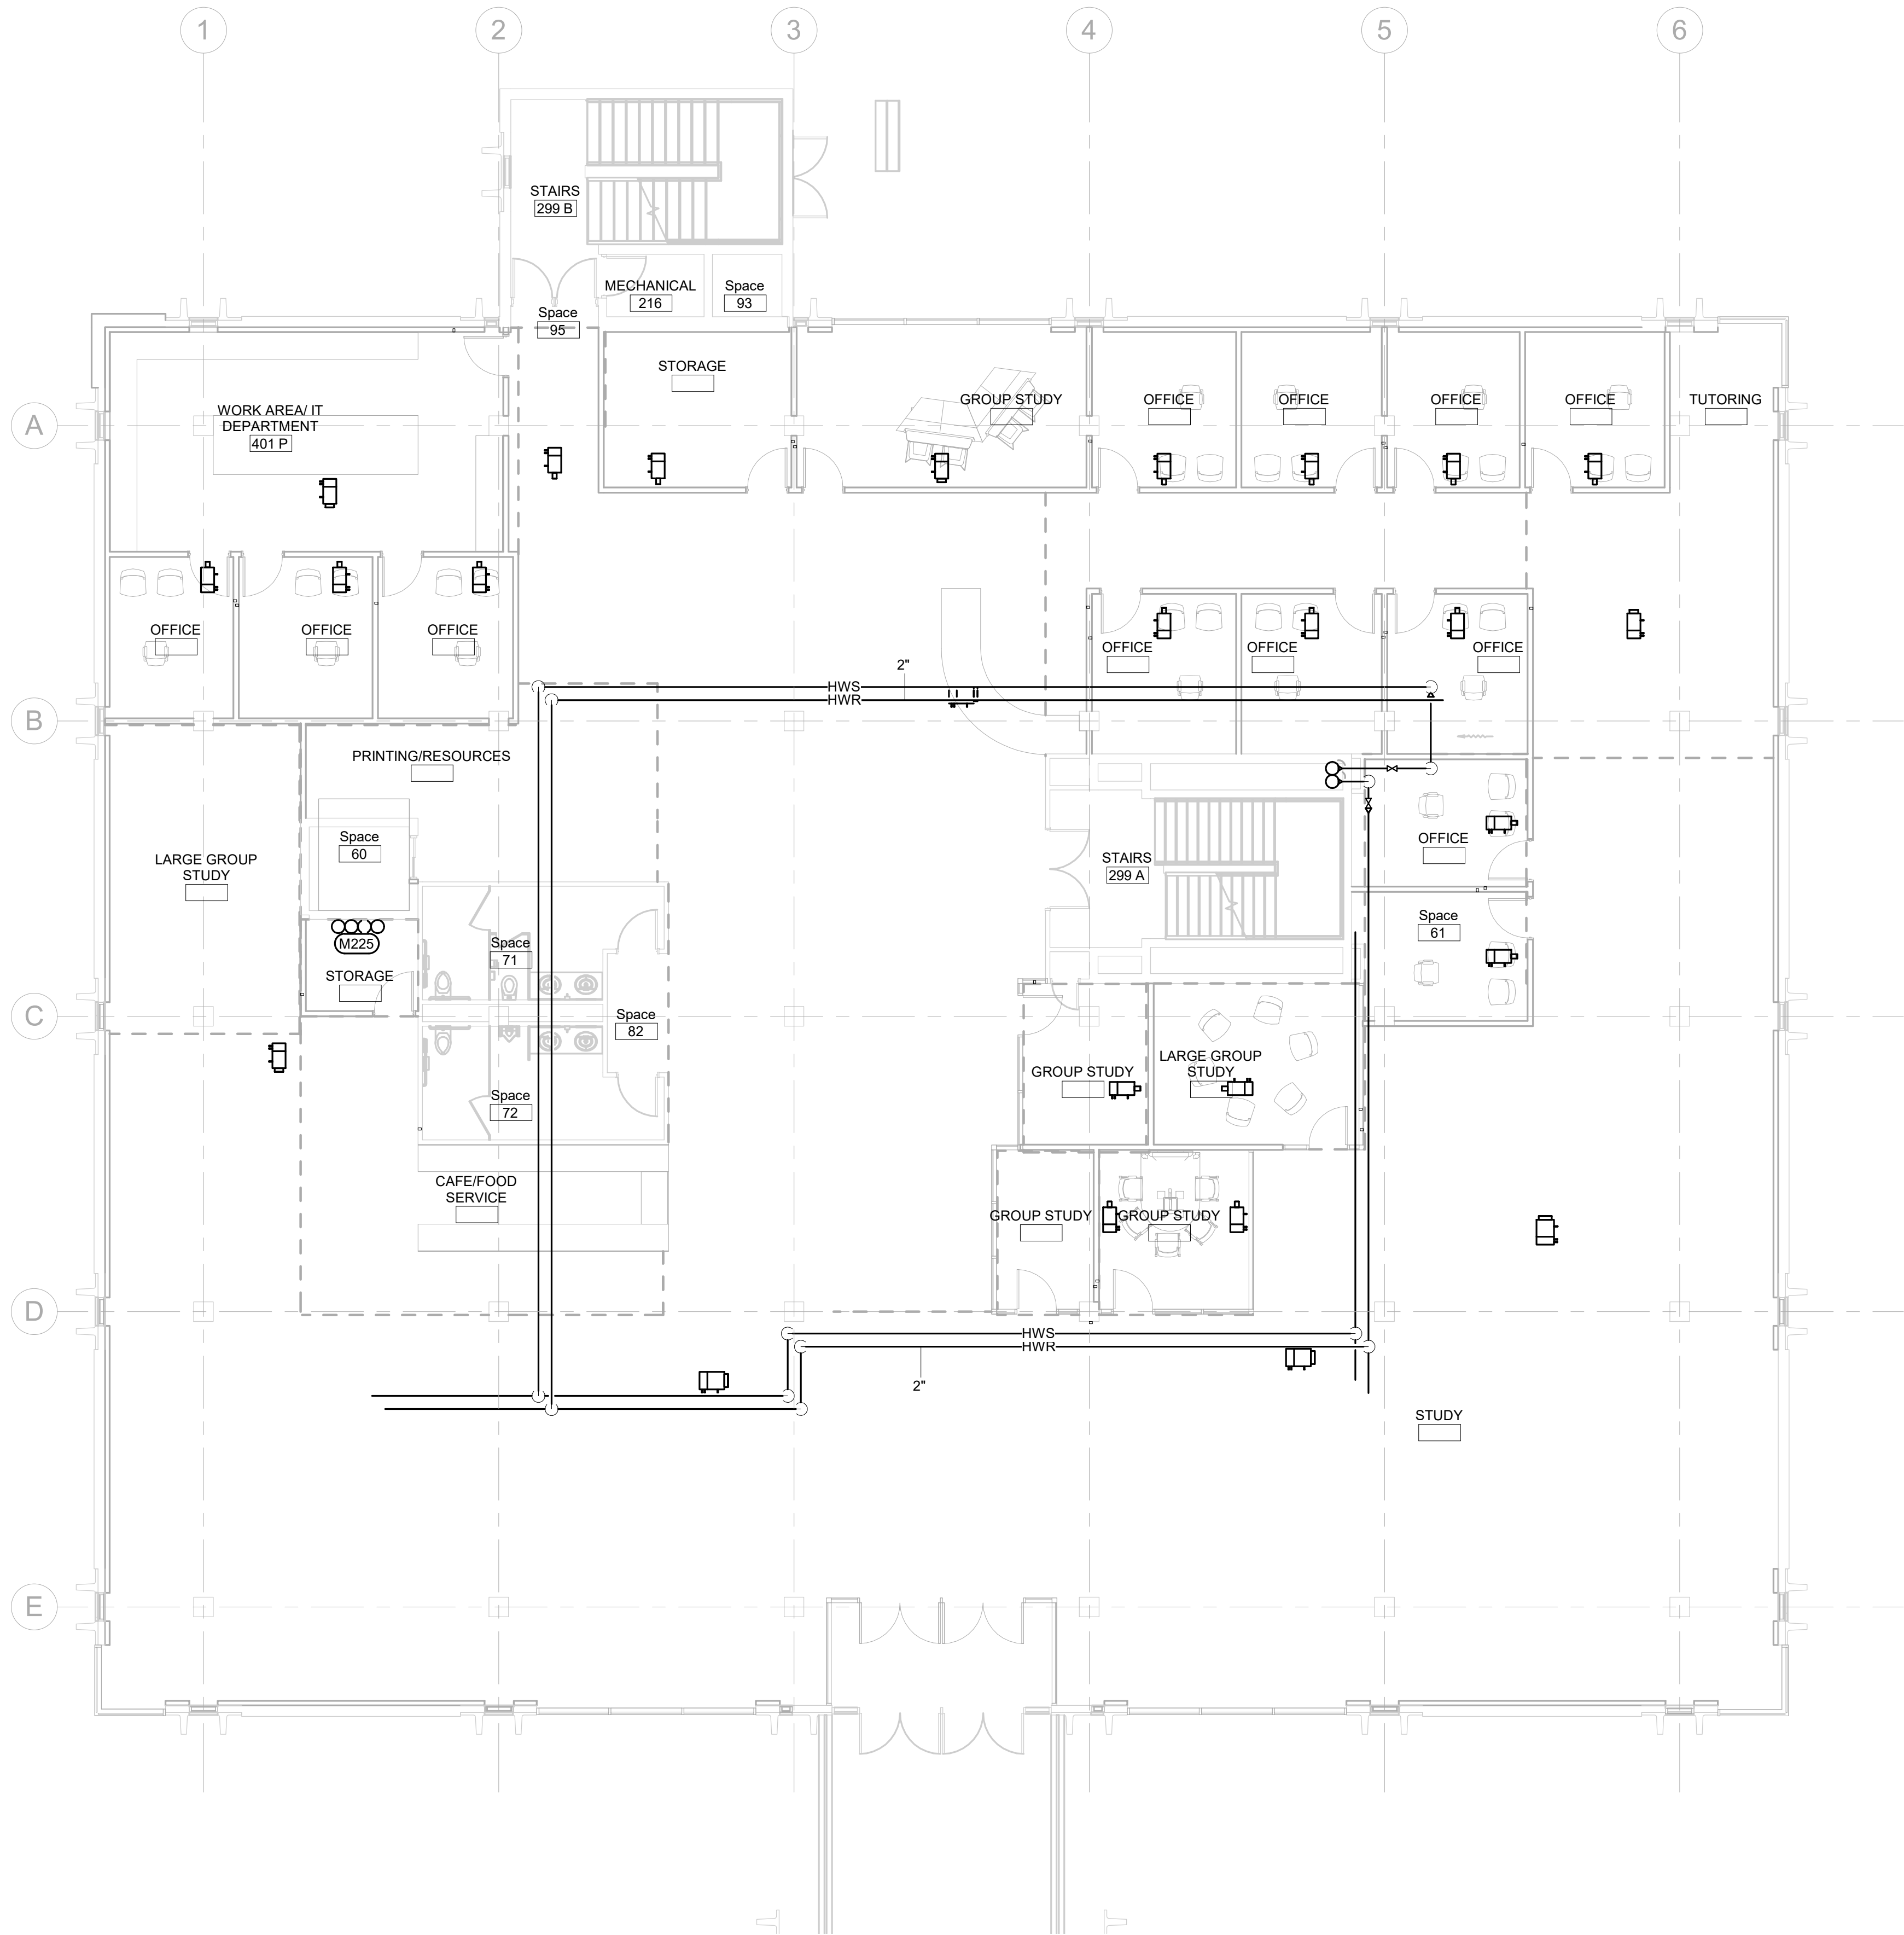 1
2
3
4
5
6
STAIRS
299 B
MECHANICAL
216
Space
93
Space
95
STORAGE
A
WORK AREA/ IT
DEPARTMENT
401 P
GROUP STUDY
OFFICE
OFFICE
OFFICE
OFFICE
TUTORING
OFFICE
OFFICE
OFFICE
OFFICE
OFFICE
OFFICE
2"
HWS
HWR
B
PRINTING/RESOURCES
Space
60
LARGE GROUP
STUDY
STAIRS
299 A
OFFICE
Space
61
M225
STORAGE
Space
71
C
Space
82
Space
72
GROUP STUDY
LARGE GROUP
STUDY
CAFE/FOOD
SERVICE
GROUP STUDY
GROUP STUDY
D
HWS
HWR
2"
STUDY
E